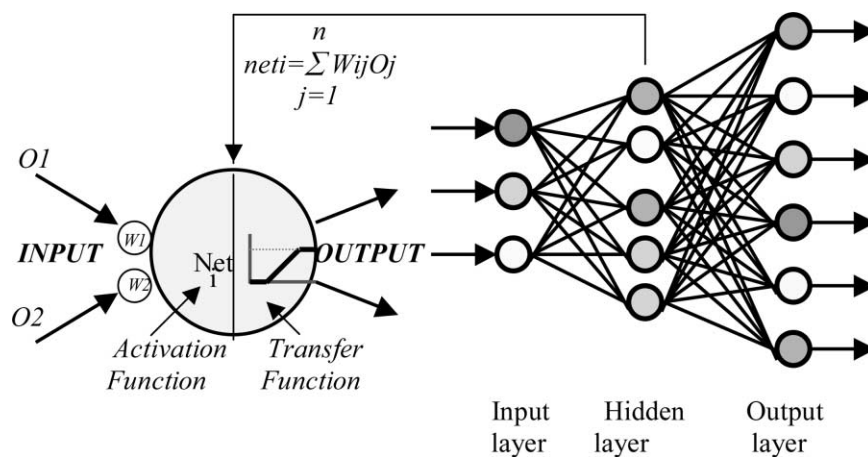 n
neti=∑WijOj
j=1
O1
W1
INPUT
OUTPUT
Net
i
W2
O2
Activation
Function
Transfer
Function
Input
layer
Hidden
layer
Output
layer